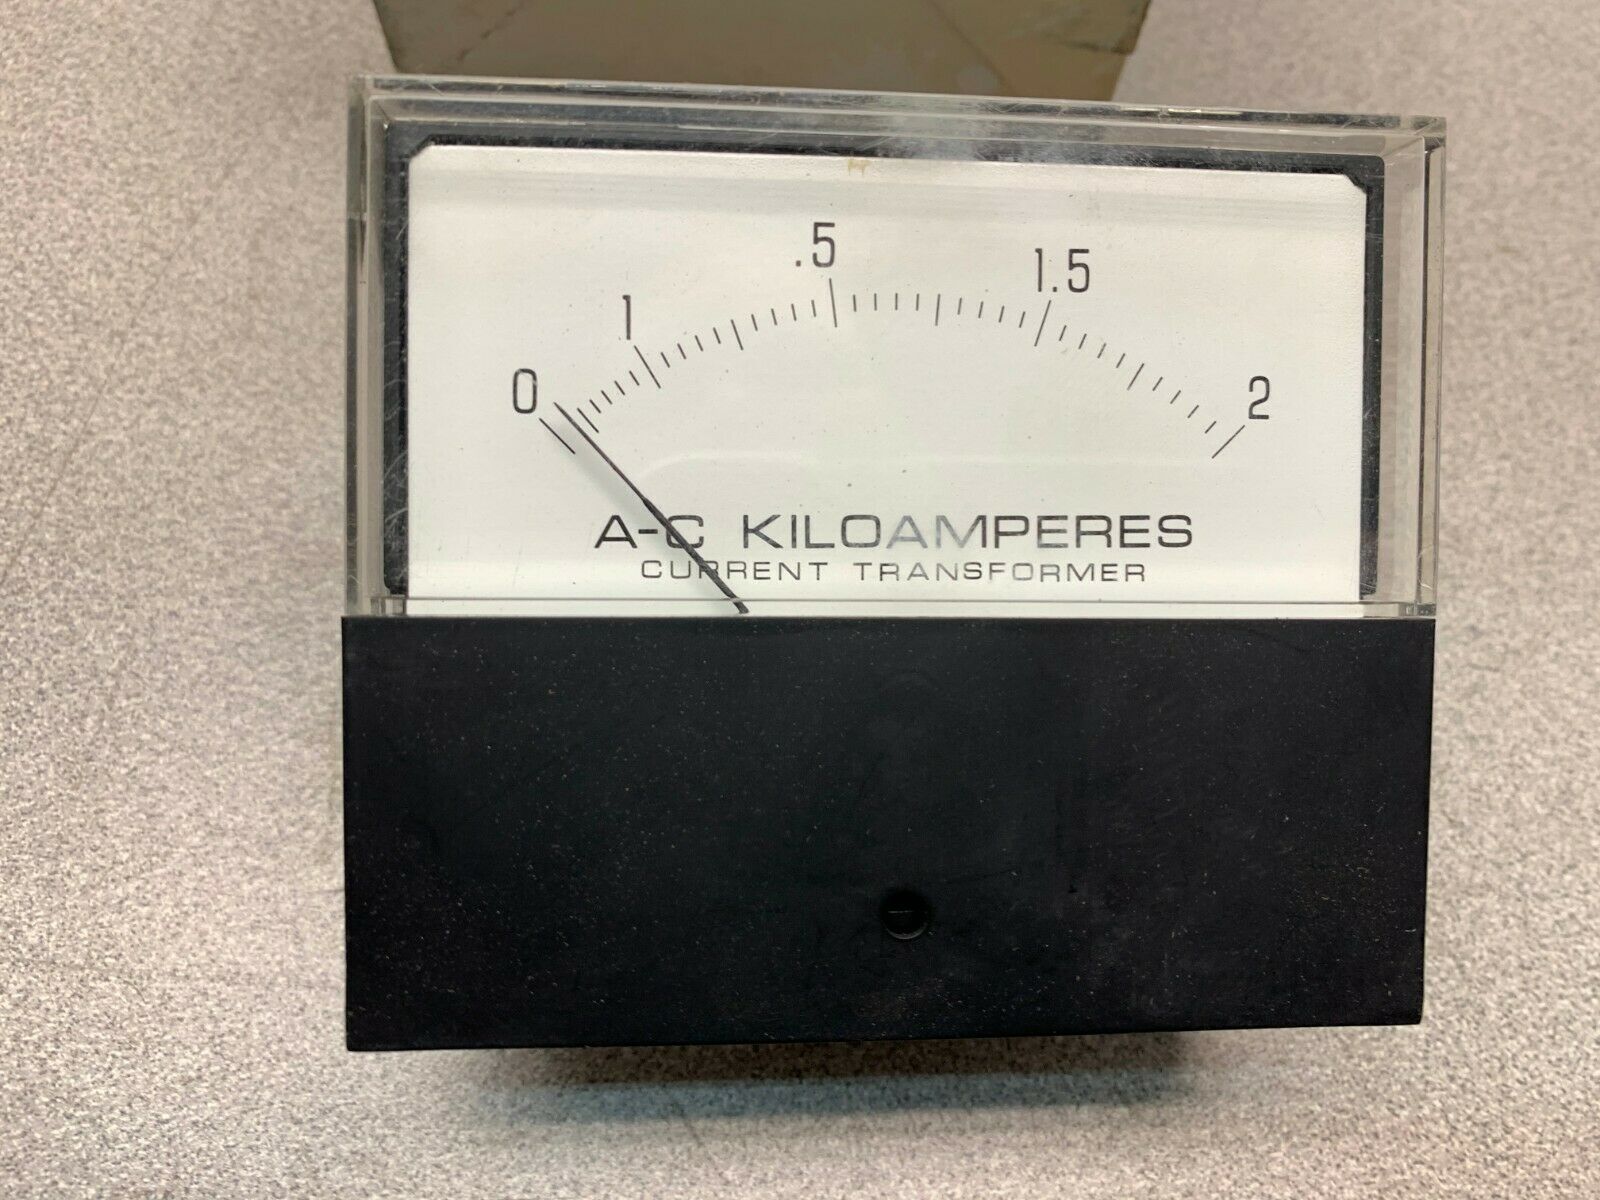 0 1 .5 1.5 2
A-C KILOAMPERES
CURRENT TRANSFORMER